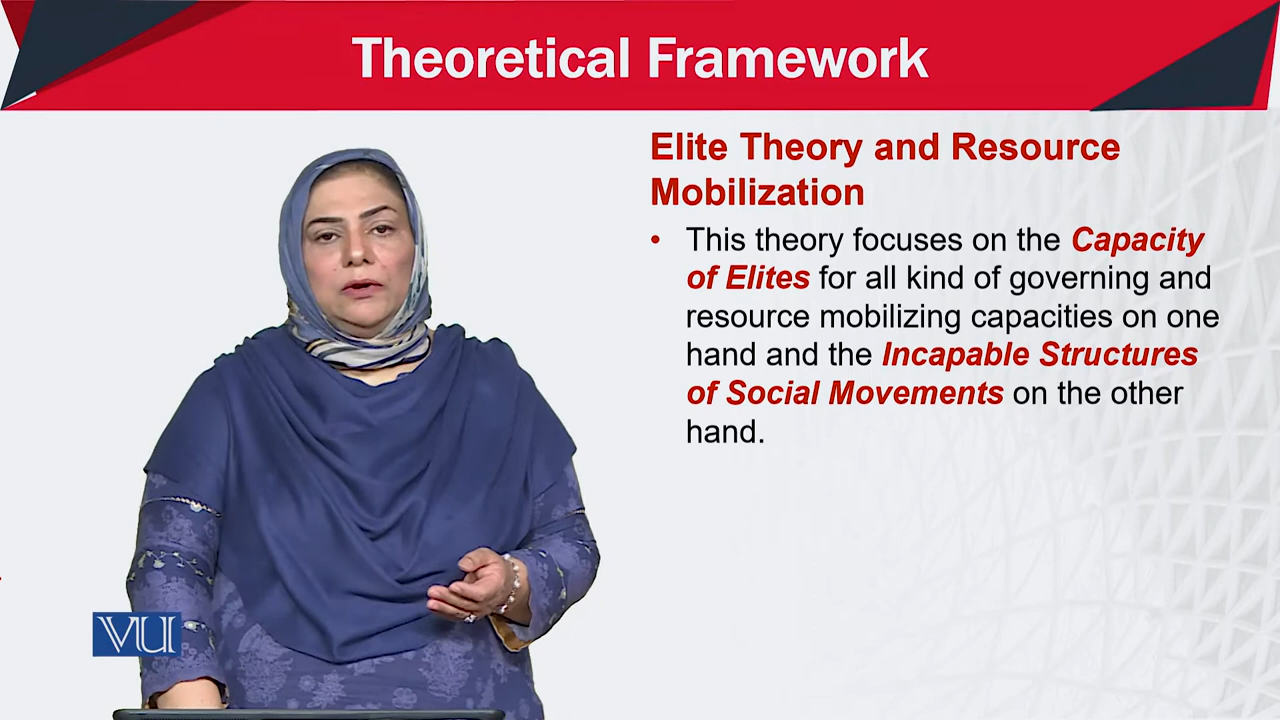 Theoretical Framework
Elite Theory and Resource
Mobilization
• This theory focuses on the Capacity
of Elites for all kind of governing and
resource mobilizing capacities on one
hand and the Incapable Structures
of Social Movements on the other
hand.
VU